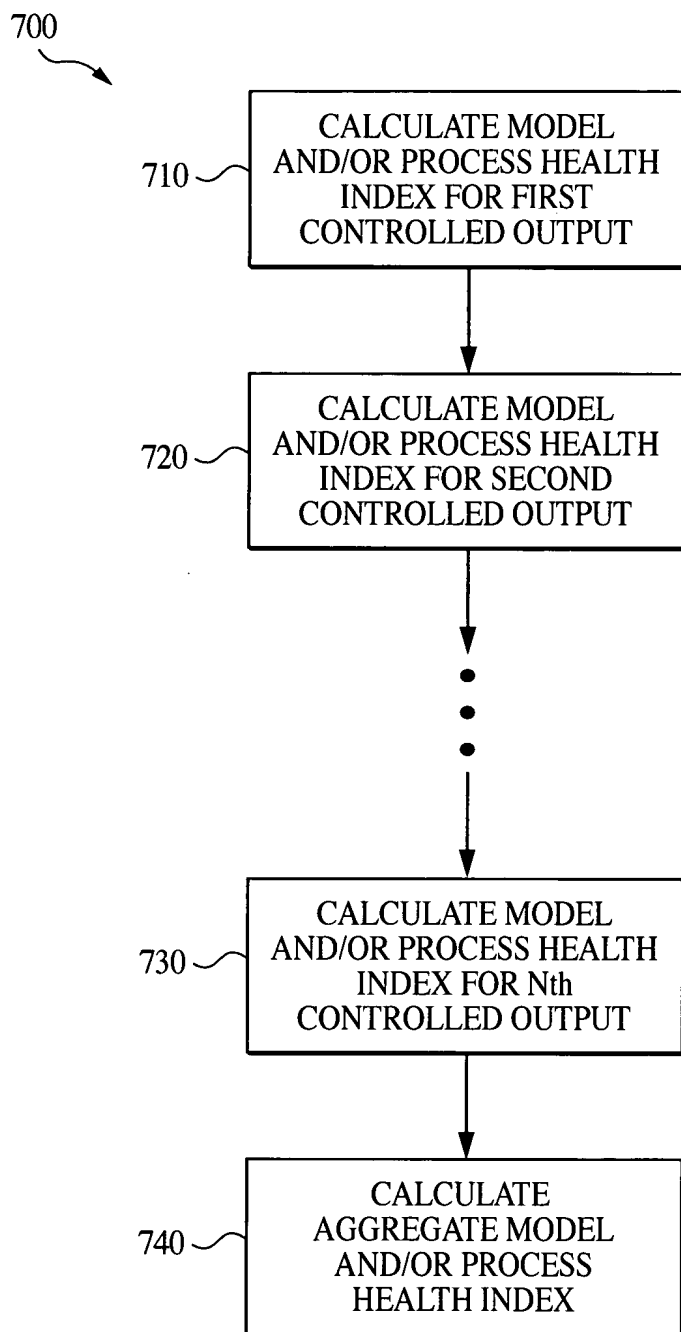 700
710
CALCULATE MODEL
AND/OR PROCESS HEALTH
INDEX FOR FIRST
CONTROLLED OUTPUT
720
CALCULATE MODEL
AND/OR PROCESS HEALTH
INDEX FOR SECOND
CONTROLLED OUTPUT
730
CALCULATE MODEL
AND/OR PROCESS HEALTH
INDEX FOR Nth
CONTROLLED OUTPUT
740
CALCULATE
AGGREGATE MODEL
AND/OR PROCESS
HEALTH INDEX